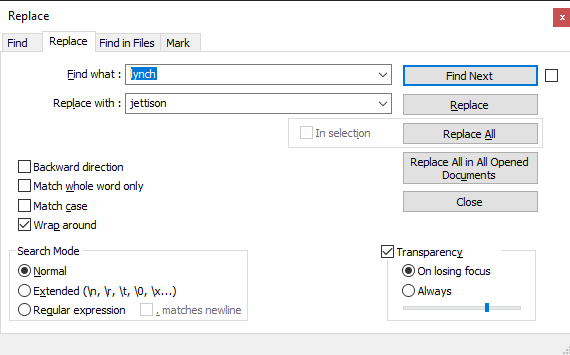 Replace
x
Find Replace Find in Files Mark
Find what : lynch Find Next
Replace with : jettison Replace
In selection Replace All
Backward direction Replace All in All Opened Documents
Match whole word only
Match case Close
Wrap around
Search Mode Transparency
Normal On losing focus
Extended (\n, \r, \t, \0, \x...) Always
Regular expression . matches newline